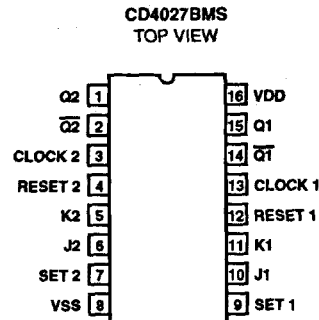 CD4027BMS
TOP VIEW
Q2 1 16 VDD
Q̅2̅ 2 15 Q1
CLOCK 2 3 14 Q̅1̅
RESET 2 4 13 CLOCK 1
K2 5 12 RESET 1
J2 6 11 K1
SET 2 7 10 J1
VSS 8 9 SET 1